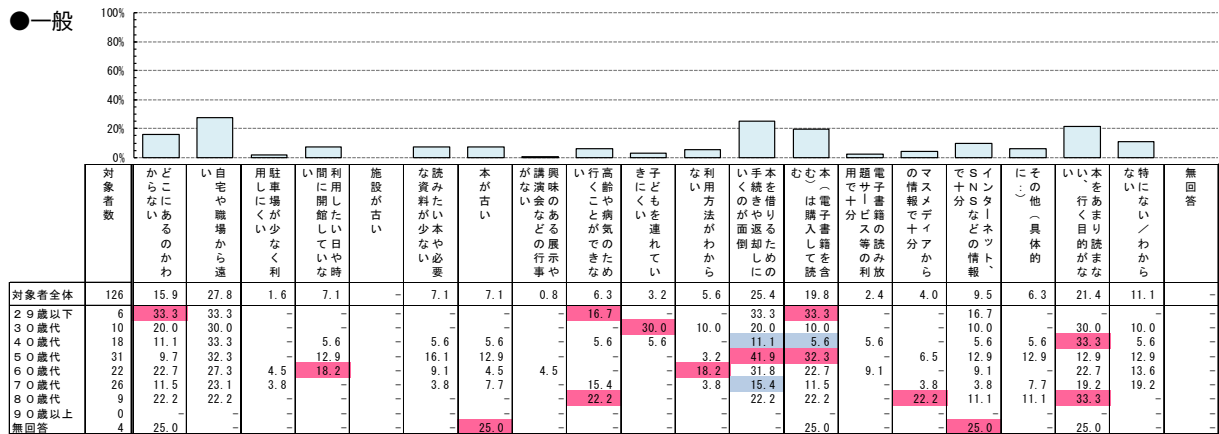 ●一般
100%
80%
60%
40%
20%
0%
対象者数
どこにあるのかわ
からない
自宅や職場から遠
い
駐車場が少なく利
用しにくい
利用したい日や時
間に開館していな
い
施設が古い
読みたい本や必要
な資料が少ない
本が古い
興味のある展示や
講演会などの行事
がない
高齢や病気のため
行くことができな
い
子どもを連れてい
きにくい
利用方法がわから
ない
本を借りるための
手続きや返却しに
いくのが面倒
本（電子書籍を含
む）は購入して読
む
電子書籍の読み放
題サービス等の利
用で十分
マスメディアから
の情報で十分
インターネット、
ＳＮＳなどの情報
で十分
その他（具体的
に：）
本をあまり読まな
い、行く目的がな
い
特にない／わから
ない
無回答
対象者全体 126 15.9 27.8 1.6 7.1 - 7.1 7.1 0.8 6.3 3.2 5.6 25.4 19.8 2.4 4.0 9.5 6.3 21.4 11.1 -
２９歳以下 6 33.3 33.3 - - - - - - 16.7 - - 33.3 33.3 - - 16.7 - - - -
３０歳代 10 20.0 30.0 - - - - - - - 30.0 10.0 20.0 10.0 - - 10.0 - 30.0 10.0 -
４０歳代 18 11.1 33.3 - 5.6 - 5.6 5.6 - 5.6 5.6 - 11.1 5.6 5.6 - 5.6 5.6 33.3 5.6 -
５０歳代 31 9.7 32.3 - 12.9 - 16.1 12.9 - - - 3.2 41.9 32.3 - 6.5 12.9 12.9 12.9 12.9 -
６０歳代 22 22.7 27.3 4.5 18.2 - 9.1 4.5 4.5 - - 18.2 31.8 22.7 9.1 - 9.1 - 22.7 13.6 -
７０歳代 26 11.5 23.1 3.8 - - 3.8 7.7 - 15.4 - 3.8 15.4 11.5 - 3.8 3.8 7.7 19.2 19.2 -
８０歳代 9 22.2 22.2 - - - - - - 22.2 - - 22.2 22.2 - 22.2 11.1 11.1 33.3 - -
９０歳以上 0 - - - - - - - - - - - - - - - - - - - -
無回答 4 25.0 - - - - - 25.0 - - - - - 25.0 - - 25.0 - 25.0 - -